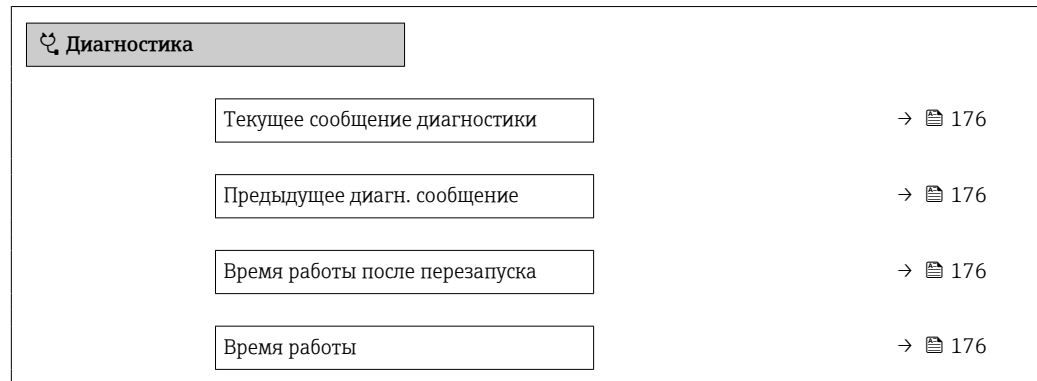 Диагностика
Текущее сообщение диагностики → 176
Предыдущее диагн. сообщение → 176
Время работы после перезапуска → 176
Время работы → 176